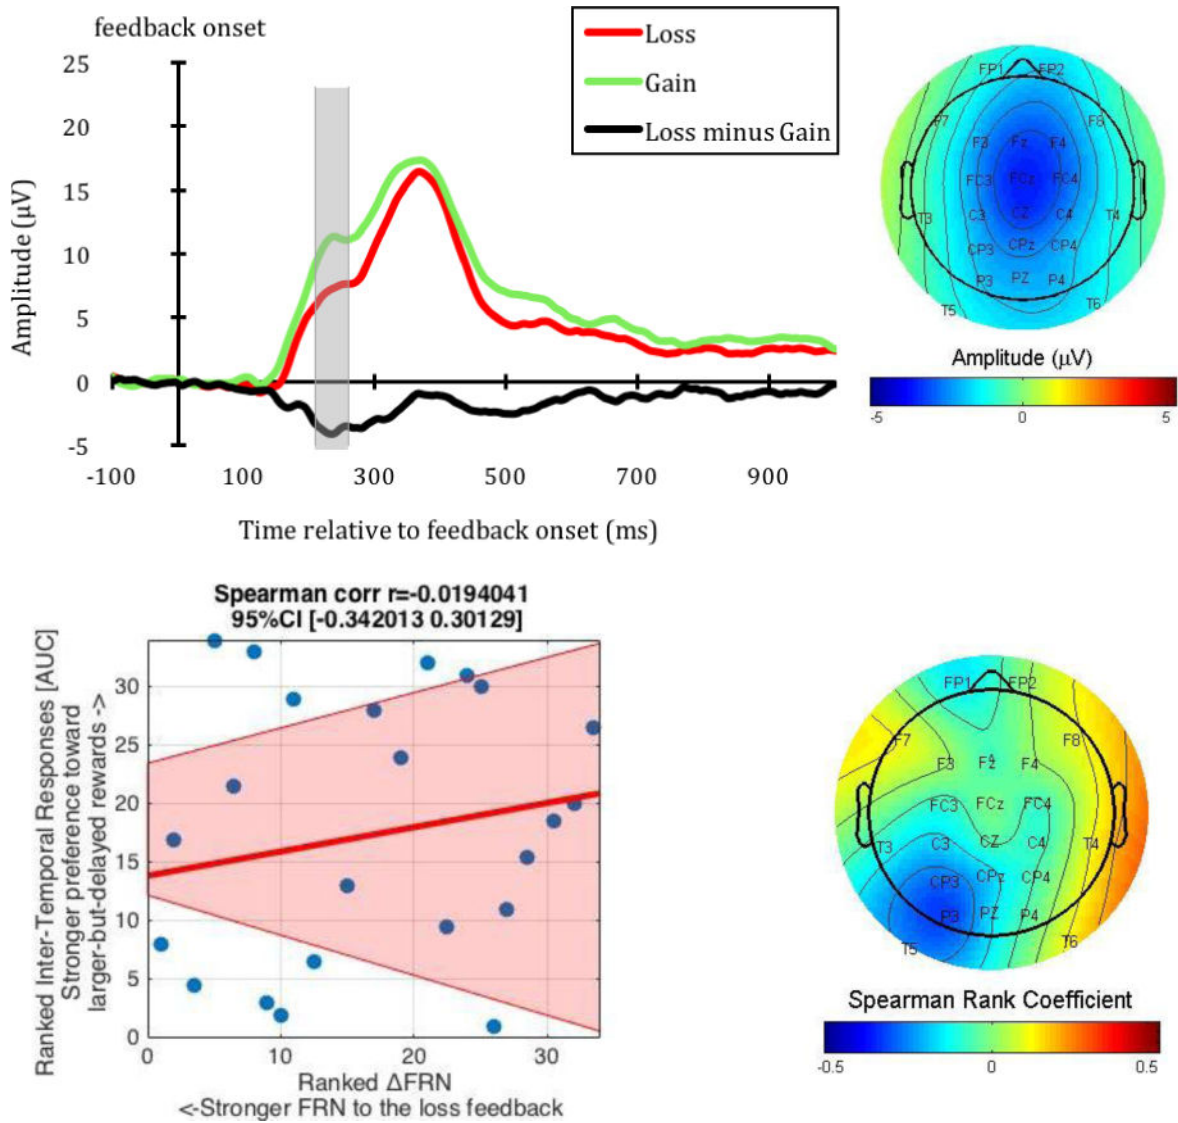 feedback onset
25
20
15
10
5
0
-5
Amplitude (μV)
-100
100
300
500
700
900
Time relative to feedback onset (ms)
Loss
Gain
Loss minus Gain
FP1 FP2
F7 F8
F3 Fz F4
FC3 FCz FC4
T3 C3 CZ C4 T4
CP3 CPz CP4
P3 PZ P4
T5 T6
Amplitude (μV)
-5 0 5
Spearman corr r=-0.0194041
95%CI [-0.342013 0.30129]
Ranked Inter-Temporal Responses [AUC]
Stronger preference toward
larger-but-delayed rewards ->
30
25
20
15
10
5
0
0 10 20 30
Ranked ΔFRN
<-Stronger FRN to the loss feedback
FP1 FP2
F7 F8
F3 Fz F4
FC3 FCz FC4
T3 C3 CZ C4 T4
CP3 CPz CP4
P3 PZ P4
T5 T6
Spearman Rank Coefficient
-0.5 0 0.5